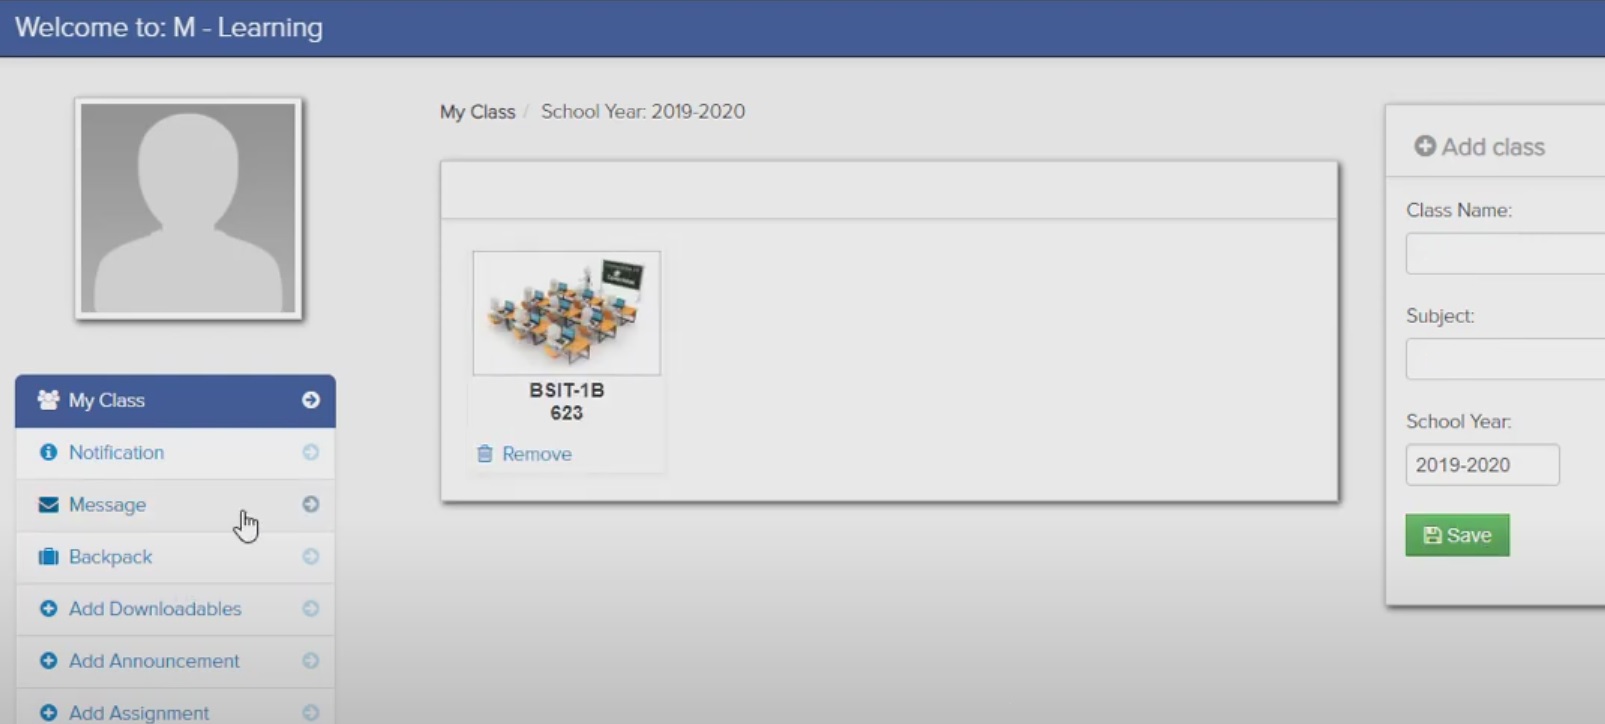 Welcome to: M - Learning
My Class / School Year: 2019-2020
Add class
Class Name:
Subject:
School Year:
2019-2020
Save
BSIT-1B
623
Remove
My Class
Notification
Message
Backpack
Add Downloadables
Add Announcement
Add Assignment